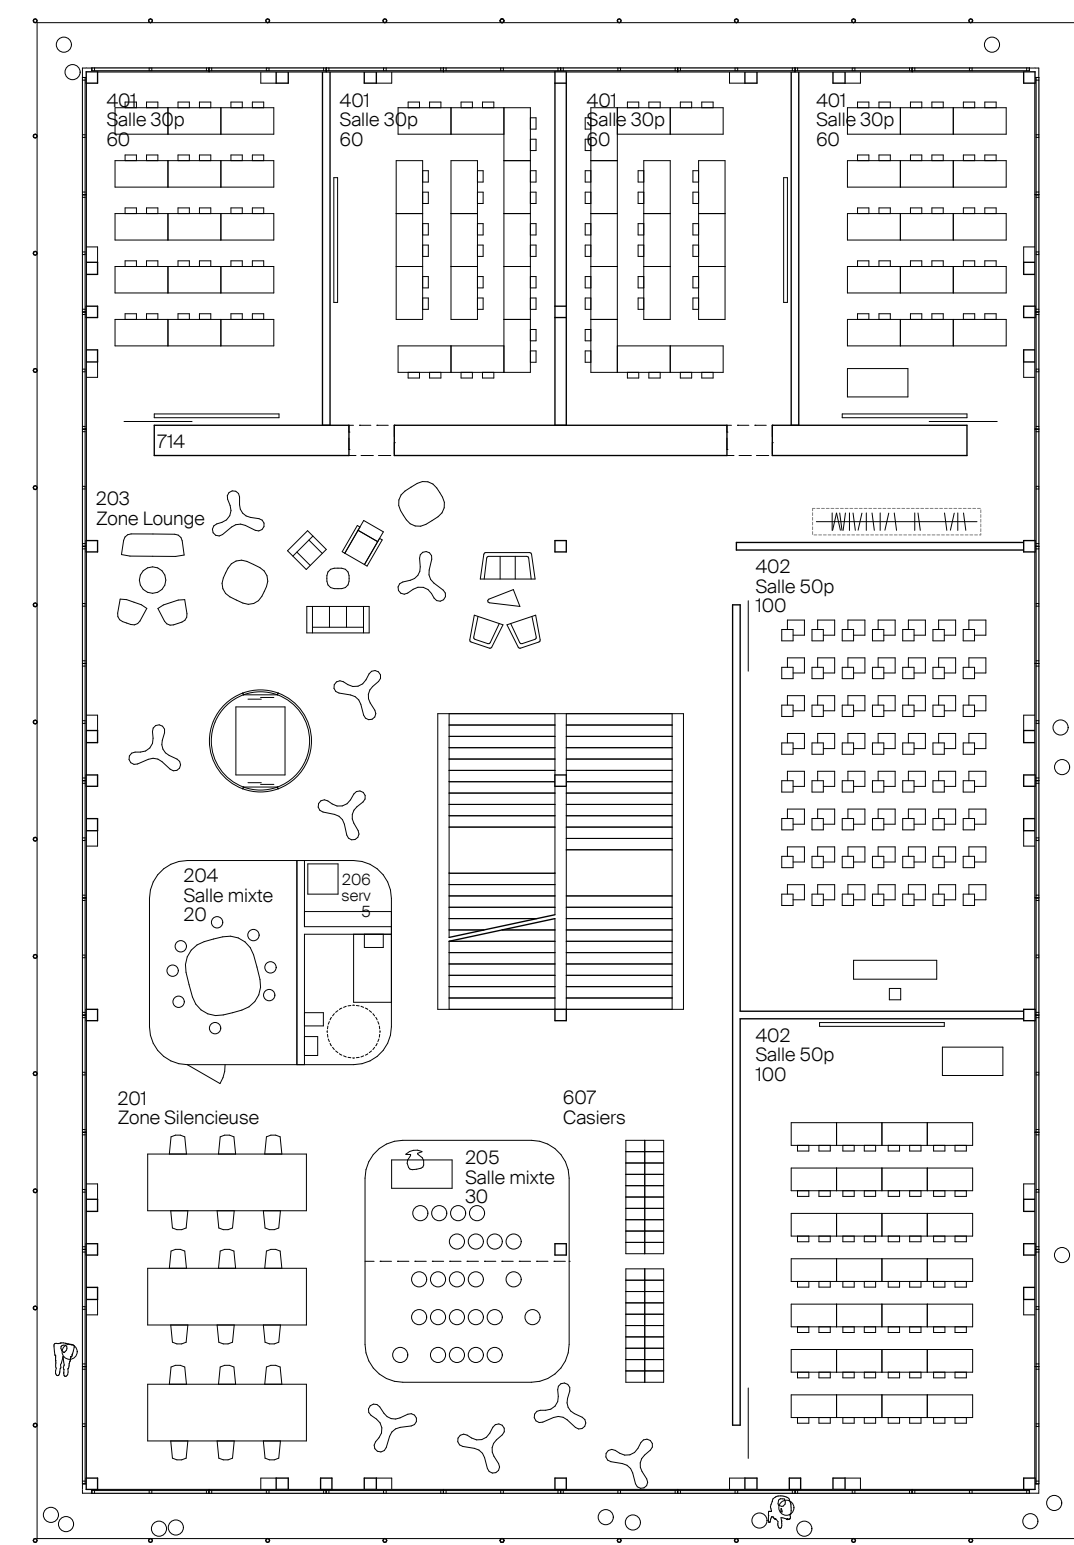 401
Salle 30p
60
401
Salle 30p
60
401
Salle 30p
60
401
Salle 30p
60
714
203
Zone Lounge
402
Salle 50p
100
204
Salle mixte
20
206
serv
5
402
Salle 50p
100
201
Zone Silencieuse
607
Casiers
205
Salle mixte
30